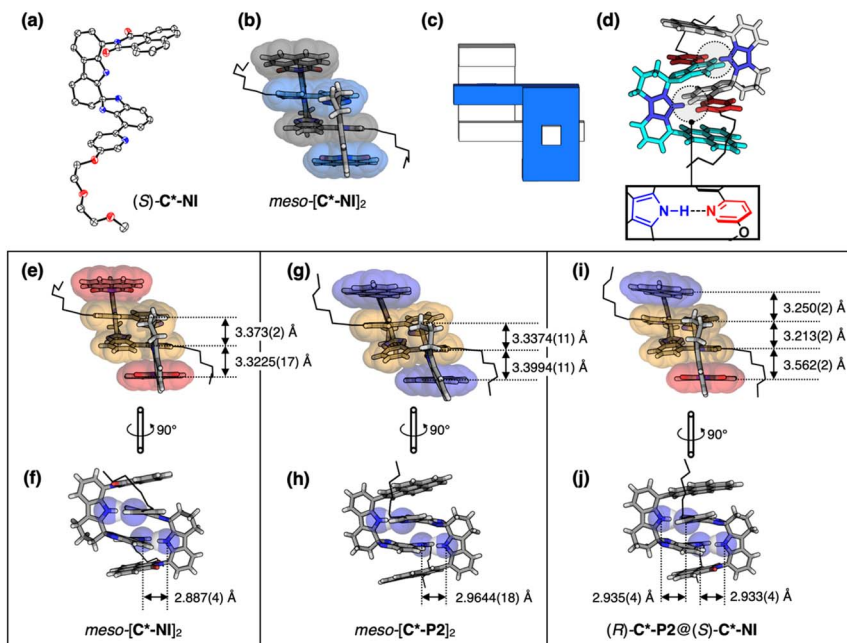 (a)
(b)
(c)
(d)
(S)-C*-NI
meso-[C*-NI]₂
N-H---N
O
(e)
(g)
(i)
3.373(2) Å
3.3225(17) Å
3.3374(11) Å
3.3994(11) Å
3.250(2) Å
3.213(2) Å
3.562(2) Å
90°
90°
90°
(f)
(h)
(j)
2.887(4) Å
2.9644(18) Å
2.935(4) Å
2.933(4) Å
meso-[C*-NI]₂
meso-[C*-P2]₂
(R)-C*-P2@(S)-C*-NI